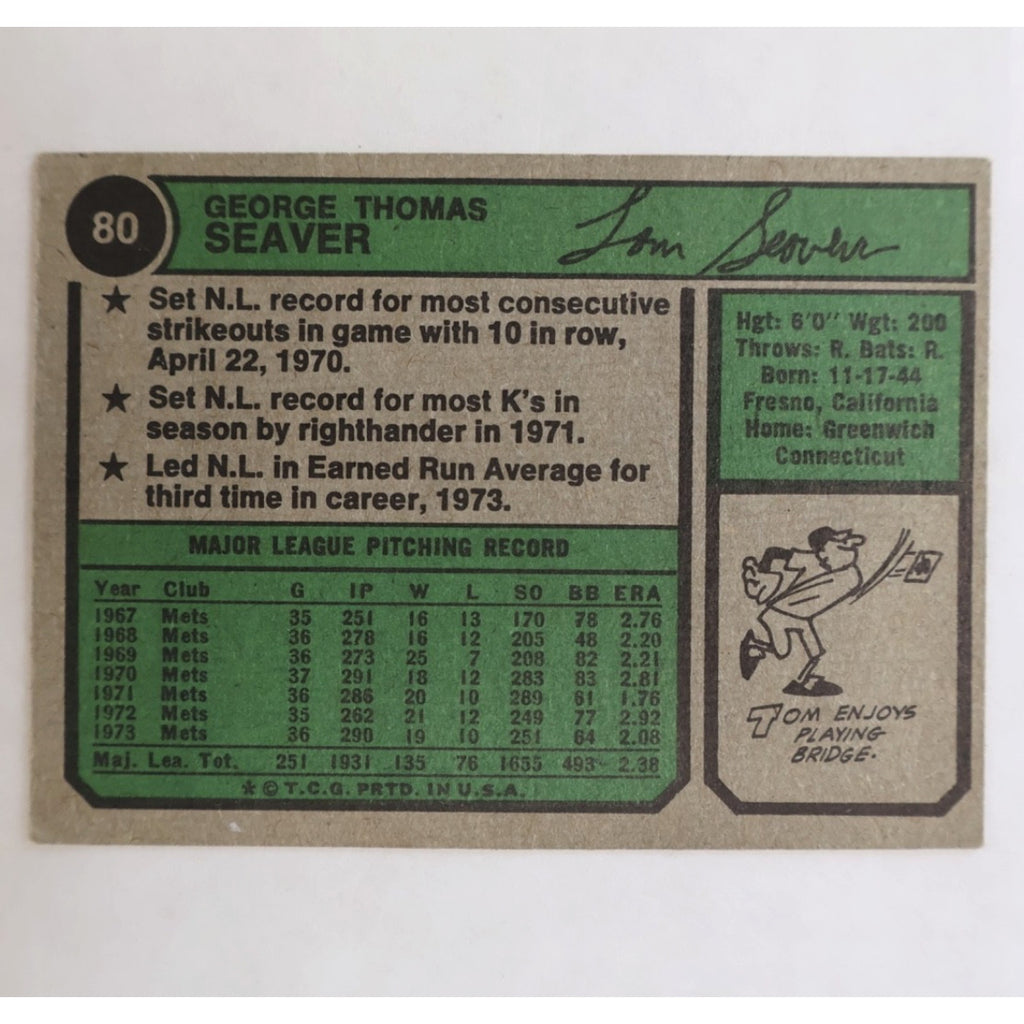 80
GEORGE THOMAS
SEAVER
Tom Seaver
★ Set N.L. record for most consecutive
strikeouts in game with 10 in row,
April 22, 1970.
★ Set N.L. record for most K's in
season by righthander in 1971.
★ Led N.L. in Earned Run Average for
third time in career, 1973.
Hgt: 6'0" Wgt: 200
Throws: R. Bats: R.
Born: 11-17-44
Fresno, California
Home: Greenwich
Connecticut
MAJOR LEAGUE PITCHING RECORD
Year Club G IP W L SO BB ERA
1967 Mets 35 251 16 13 170 78 2.76
1968 Mets 36 278 16 12 205 48 2.20
1969 Mets 36 273 25 7 208 82 2.21
1970 Mets 37 291 18 12 283 83 2.81
1971 Mets 36 286 20 10 289 61 1.76
1972 Mets 35 262 21 12 249 77 2.92
1973 Mets 36 290 19 10 251 64 2.08
Maj. Lea. Tot. 251 1931 135 76 1655 493 2.38
★ © T.C.G. PRTD. IN U.S.A.
TOM ENJOYS
PLAYING
BRIDGE.